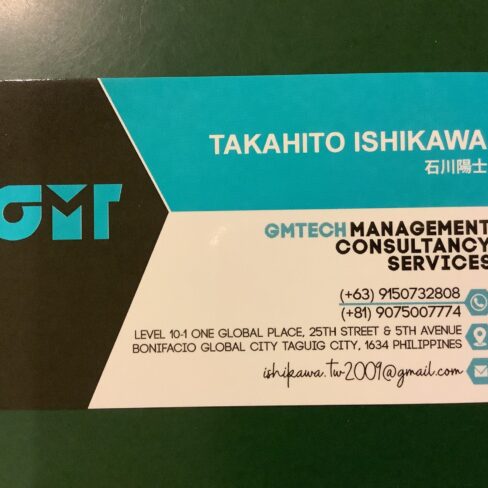 GMT
TAKAHITO ISHIKAWA
石川陽士
GMTECH MANAGEMENT
CONSULTANCY
SERVICES
(+63) 9150732808
(+81) 9075007774
LEVEL 10-1 ONE GLOBAL PLACE, 25TH STREET & 5TH AVENUE
BONIFACIO GLOBAL CITY TAGUIG CITY, 1634 PHILIPPINES
ishikawa.tw2009@gmail.com